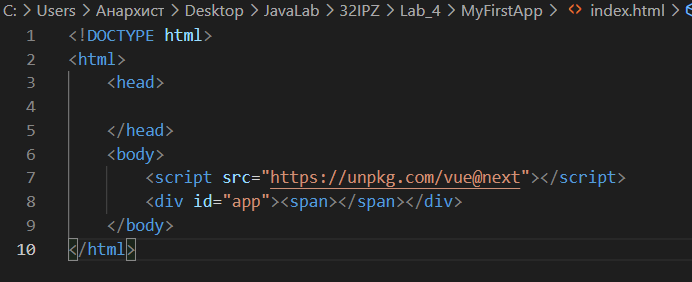 C: > Users > Анархист > Desktop > JavaLab > 32IPZ > Lab_4 > MyFirstApp > <> index.html >
1 <!DOCTYPE html>
2 <html>
3 <head>
4
5 </head>
6 <body>
7 <script src="https://unpkg.com/vue@next"></script>
8 <div id="app"><span></span></div>
9 </body>
10 </html>